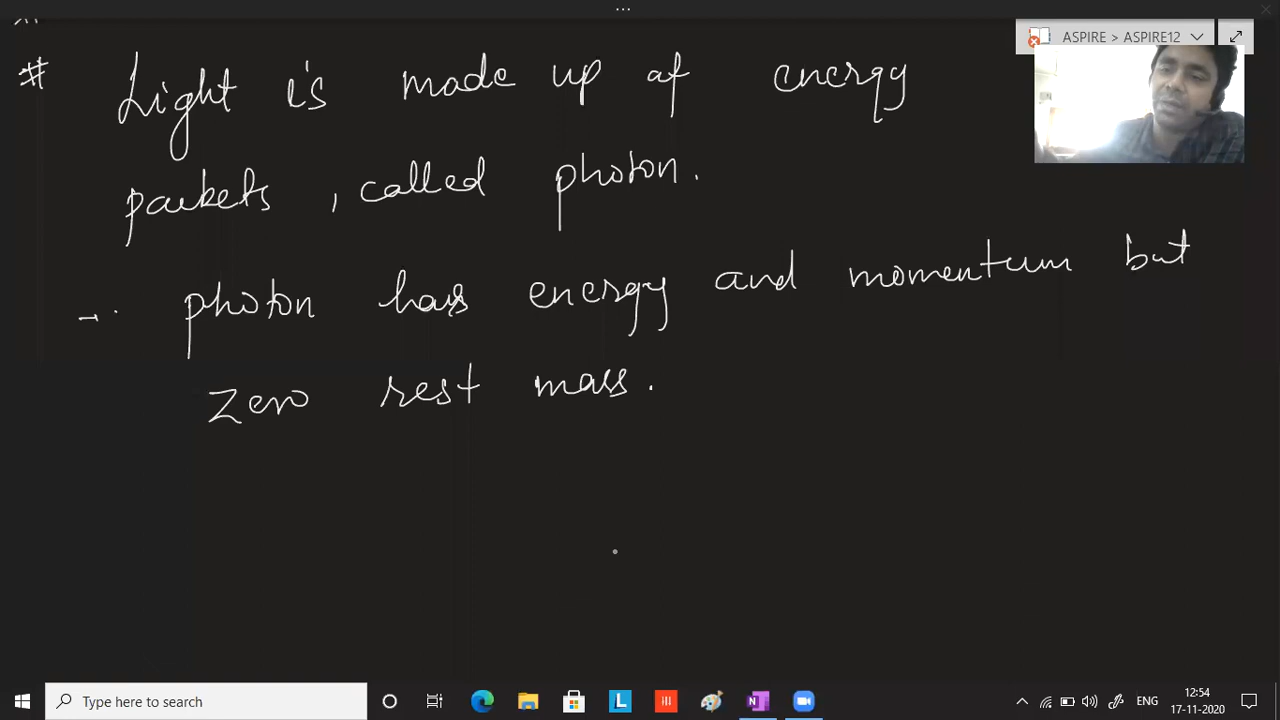 ASPIRE > ASPIRE12
# Light is made up of energy
packets, called photon.
→ photon has energy and momentum but
zero rest mass.
Type here to search
ENG
12:54
17-11-2020